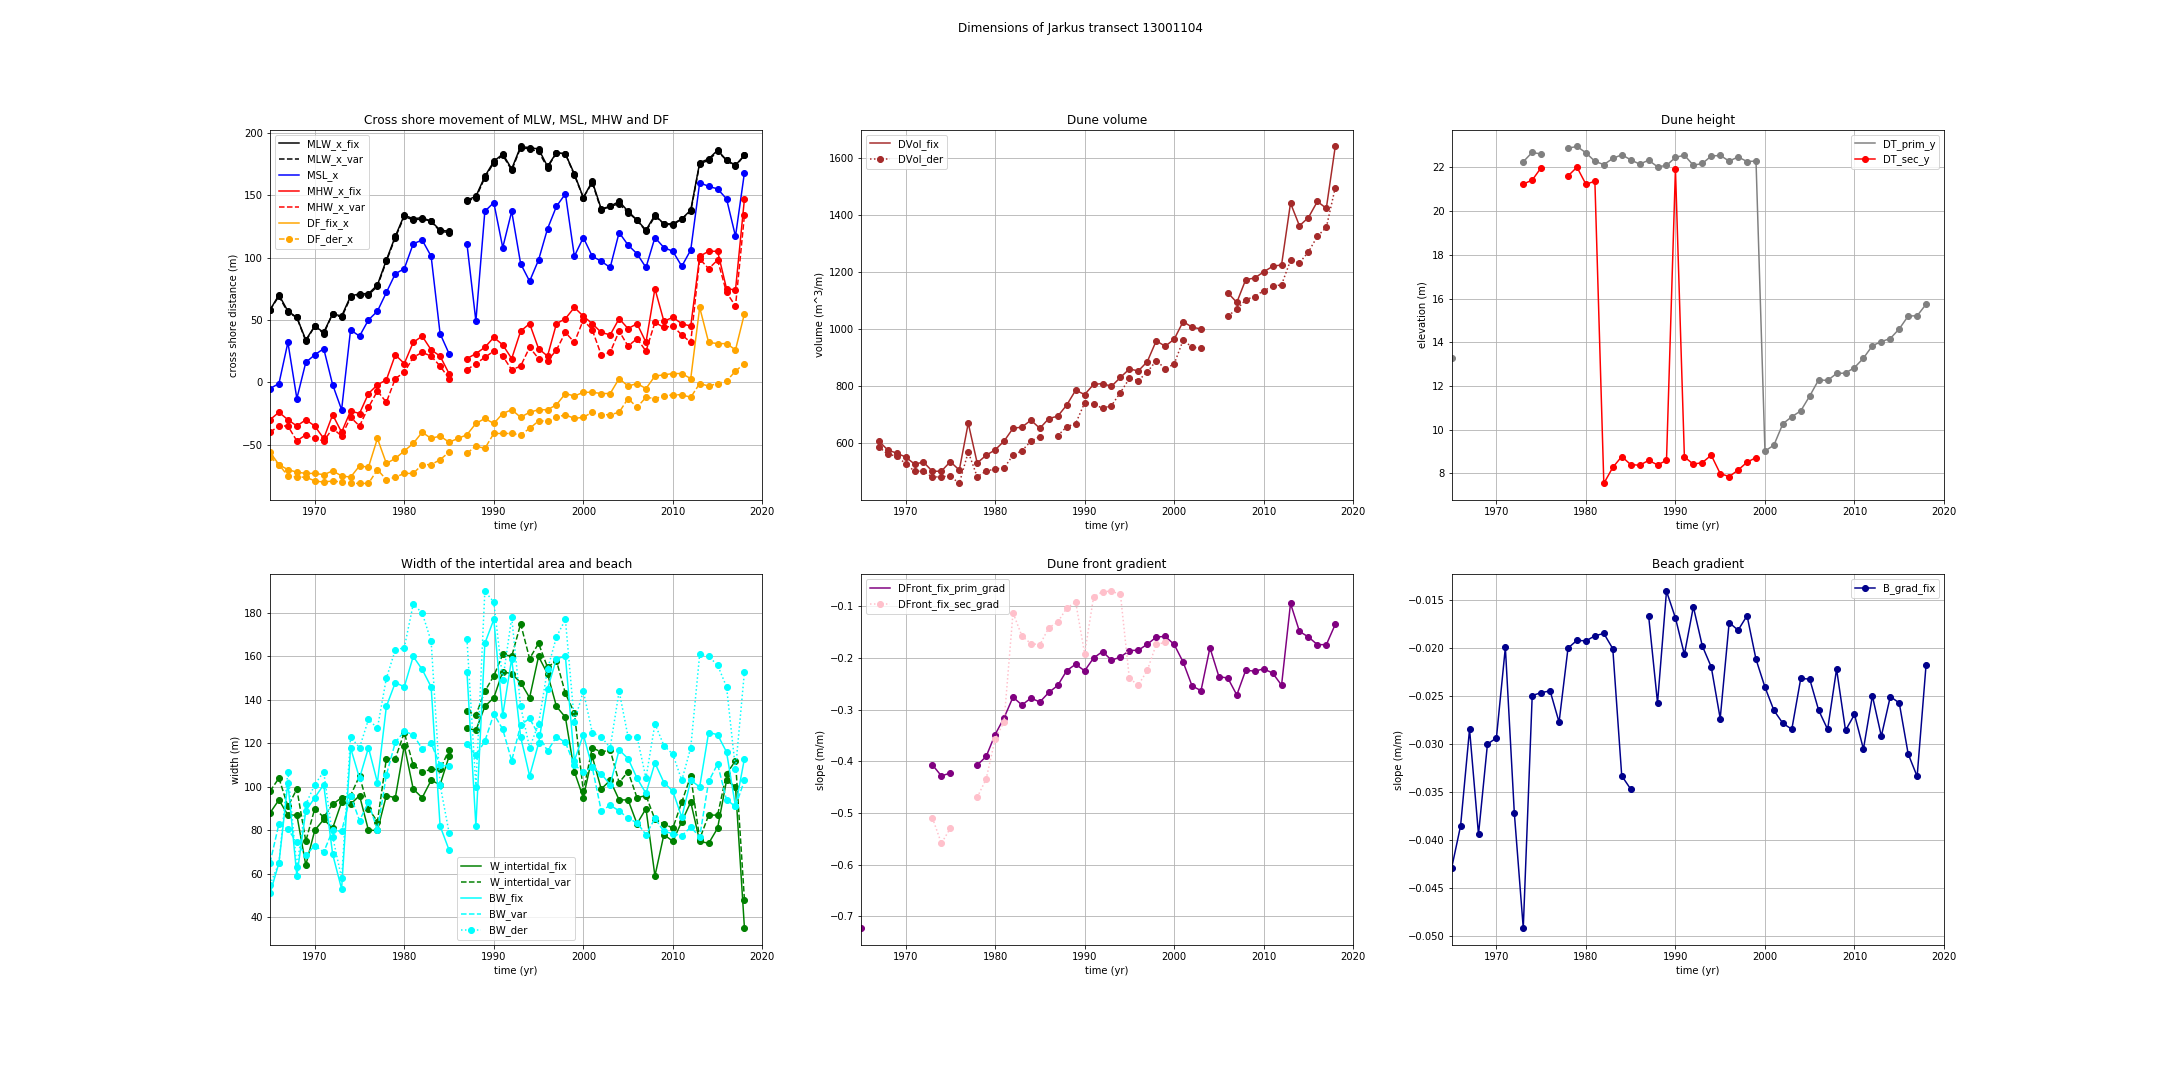 Dimensions of Jarkus transect 13001104
Cross shore movement of MLW, MSL, MHW and DF
cross shore distance (m)
200
150
100
50
0
−50
MLW_x_fix
MLW_x_var
MSL_x
MHW_x_fix
MHW_x_var
DF_fix_x
DF_der_x
1970 1980 1990 2000 2010 2020
time (yr)
Dune volume
volume (m^3/m)
1600
1400
1200
1000
800
600
DVol_fix
DVol_der
1970 1980 1990 2000 2010 2020
time (yr)
Dune height
elevation (m)
22
20
18
16
14
12
10
8
DT_prim_y
DT_sec_y
1970 1980 1990 2000 2010 2020
time (yr)
Width of the intertidal area and beach
width (m)
180
160
140
120
100
80
60
40
W_intertidal_fix
W_intertidal_var
BW_fix
BW_var
BW_der
1970 1980 1990 2000 2010 2020
time (yr)
Dune front gradient
slope (m/m)
−0.1
−0.2
−0.3
−0.4
−0.5
−0.6
−0.7
DFront_fix_prim_grad
DFront_fix_sec_grad
1970 1980 1990 2000 2010 2020
time (yr)
Beach gradient
slope (m/m)
−0.015
−0.020
−0.025
−0.030
−0.035
−0.040
−0.045
−0.050
B_grad_fix
1970 1980 1990 2000 2010 2020
time (yr)